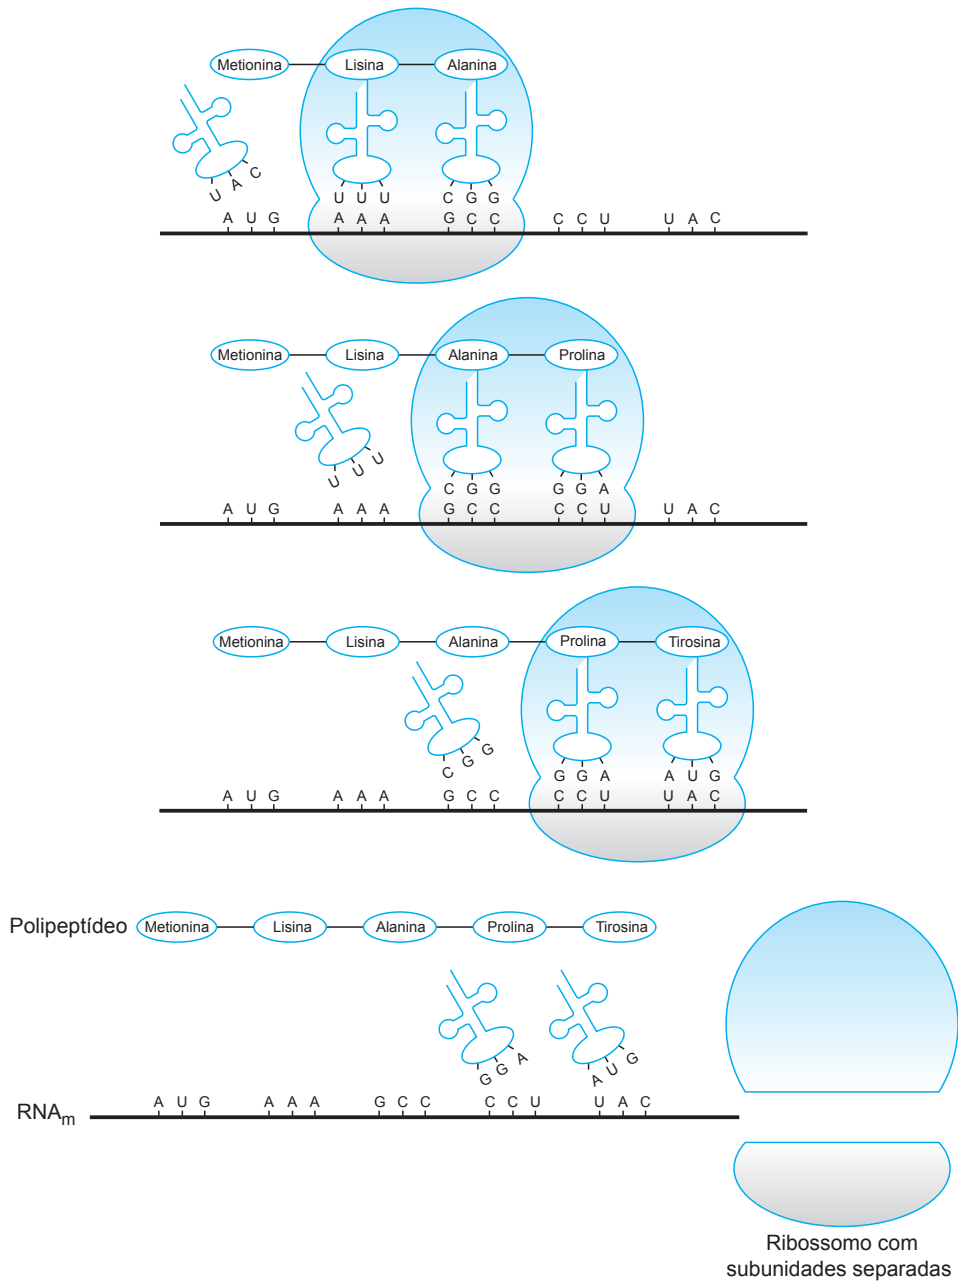 Metionina Lisina Alanina
U A C
U U U C G G
A U G A A A G C C C C U U A C
Metionina Lisina Alanina Prolina
U U U
C G G G G A
A U G A A A G C C C C U U A C
Metionina Lisina Alanina Prolina Tirosina
C G G
G G A A U G
A U G A A A G C C C C U U A C
Polipeptídeo Metionina Lisina Alanina Prolina Tirosina
G G A A U G
RNAm A U G A A A G C C C C U U A C
Ribossomo com
subunidades separadas